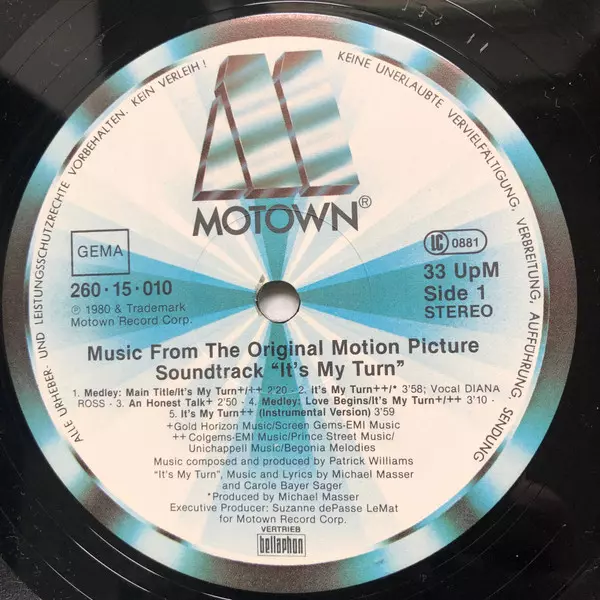 ALLE URHEBER- UND LEISTUNGSSCHUTZRECHTE VORBEHALTEN. KEIN VERLEIH! KEINE UNERLAUBTE VERVIELFÄLTIGUNG, VERBREITUNG, AUFFÜHRUNG, SENDUNG
MOTOWN®
GEMA
LC 0881
260·15·010
33 UpM
Side 1
STEREO
℗ 1980 & Trademark
Motown Record Corp.
Music From The Original Motion Picture
Soundtrack "It's My Turn"
1. Medley: Main Title/It's My Turn+/++ 2'20 - 2. It's My Turn++/* 3'58; Vocal DIANA
ROSS - 3. An Honest Talk+ 2'50 - 4. Medley: Love Begins/It's My Turn+/++ 3'10 -
5. It's My Turn++ (Instrumental Version) 3'59
+Gold Horizon Music/Screen Gems-EMI Music
++Colgems-EMI Music/Prince Street Music/
Unichappell Music/Begonia Melodies
Music composed and produced by Patrick Williams
"It's My Turn", Music and Lyrics by Michael Masser
and Carole Bayer Sager
*Produced by Michael Masser
Executive Producer: Suzanne dePasse LeMat
for Motown Record Corp.
VERTRIEB
bellaphon